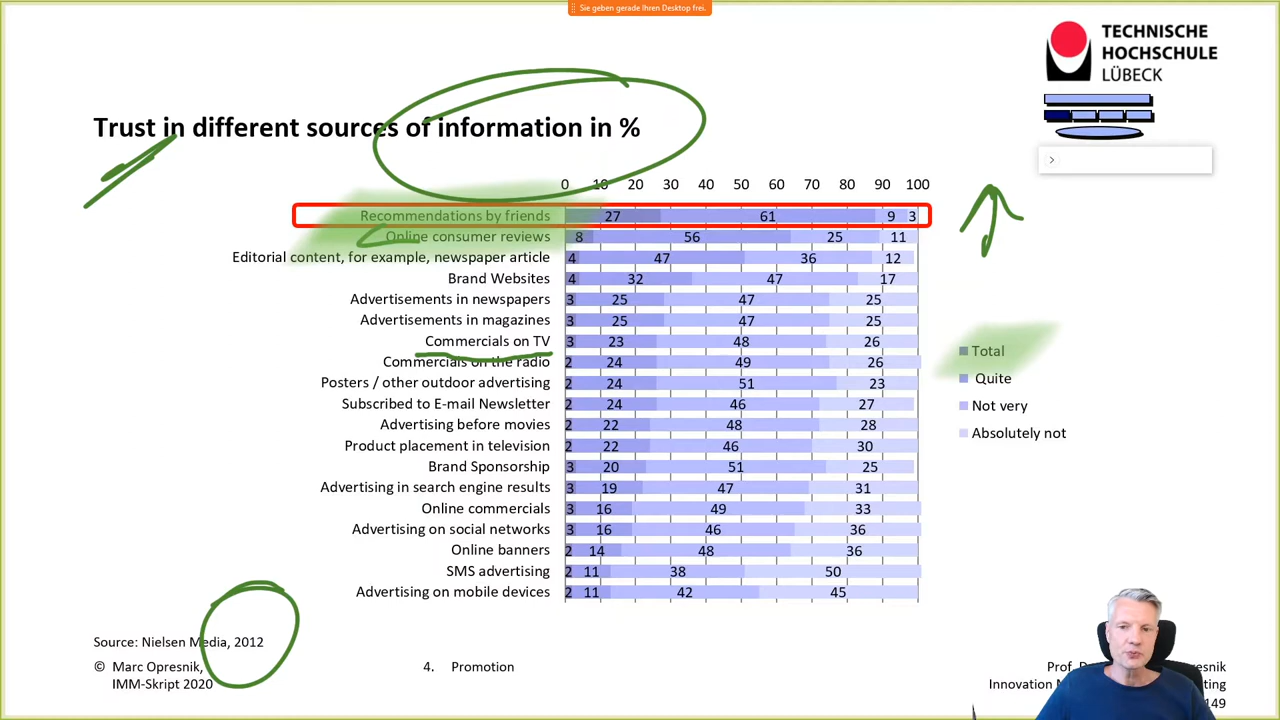 Sie geben gerade Ihren Desktop frei.
TECHNISCHE
HOCHSCHULE
LÜBECK
Trust in different sources of information in %
0 10 20 30 40 50 60 70 80 90 100
Recommendations by friends 27 61 9 3
Online consumer reviews 8 56 25 11
Editorial content, for example, newspaper article 4 47 36 12
Brand Websites 4 32 47 17
Advertisements in newspapers 3 25 47 25
Advertisements in magazines 3 25 47 25
Commercials on TV 3 23 48 26
Commercials on the radio 2 24 49 26
Posters / other outdoor advertising 2 24 51 23
Subscribed to E-mail Newsletter 2 24 46 27
Advertising before movies 2 22 48 28
Product placement in television 2 22 46 30
Brand Sponsorship 3 20 51 25
Advertising in search engine results 3 19 47 31
Online commercials 3 16 49 33
Advertising on social networks 3 16 46 36
Online banners 2 14 48 36
SMS advertising 2 11 38 50
Advertising on mobile devices 2 11 42 45
Total
Quite
Not very
Absolutely not
Source: Nielsen Media, 2012
© Marc Opresnik,
IMM-Skript 2020
4. Promotion
Prof.
Innovation
149